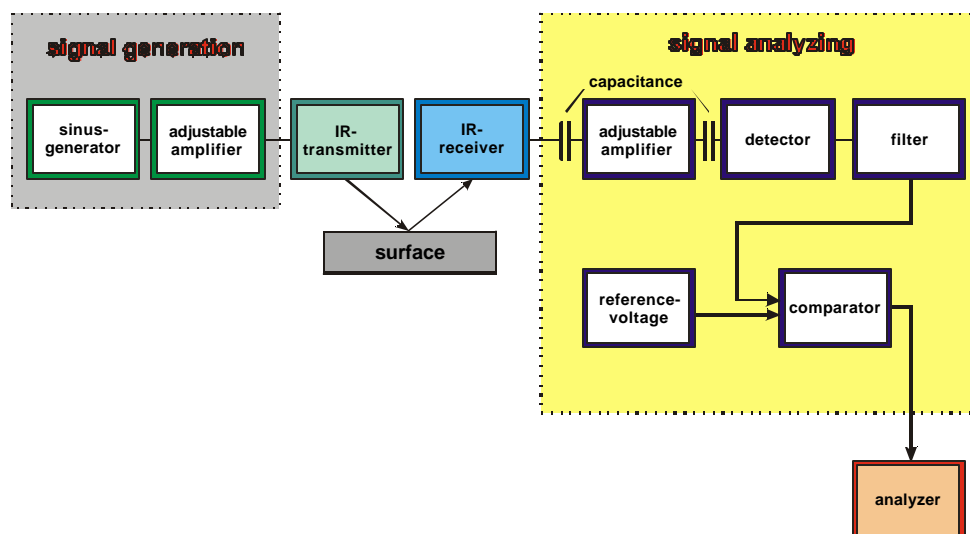 signal generation
signal analyzing
capacitance
sinus-
generator
adjustable
amplifier
IR-
transmitter
IR-
receiver
adjustable
amplifier
detector
filter
surface
reference-
voltage
comparator
analyzer